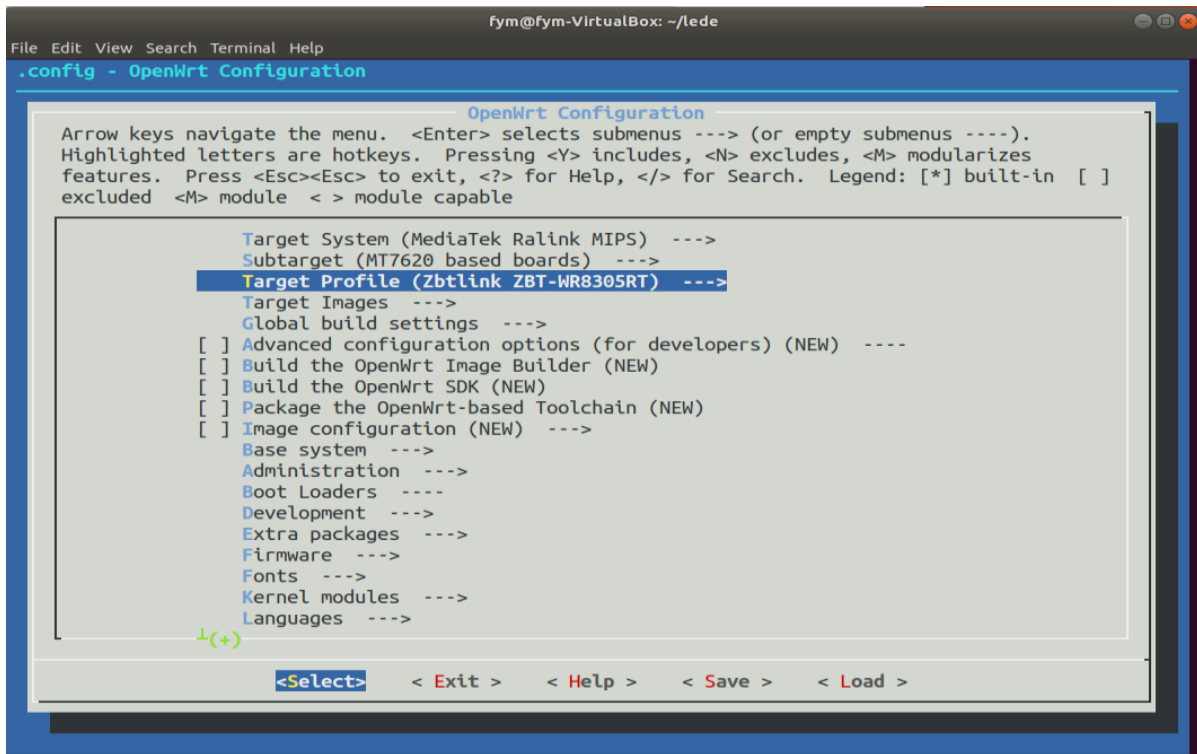 fym@fym-VirtualBox: ~/lede
File Edit View Search Terminal Help
.config - OpenWrt Configuration
OpenWrt Configuration
Arrow keys navigate the menu. <Enter> selects submenus ---> (or empty submenus ----).
Highlighted letters are hotkeys. Pressing <Y> includes, <N> excludes, <M> modularizes
features. Press <Esc><Esc> to exit, <?> for Help, </> for Search. Legend: [*] built-in [ ]
excluded <M> module < > module capable
Target System (MediaTek Ralink MIPS) --->
Subtarget (MT7620 based boards) --->
Target Profile (Zbtlink ZBT-WR8305RT) --->
Target Images --->
Global build settings --->
[ ] Advanced configuration options (for developers) (NEW) ----
[ ] Build the OpenWrt Image Builder (NEW)
[ ] Build the OpenWrt SDK (NEW)
[ ] Package the OpenWrt-based Toolchain (NEW)
[ ] Image configuration (NEW) --->
Base system --->
Administration --->
Boot Loaders ----
Development --->
Extra packages --->
Firmware --->
Fonts --->
Kernel modules --->
Languages --->
┴(+)
<Select> < Exit > < Help > < Save > < Load >